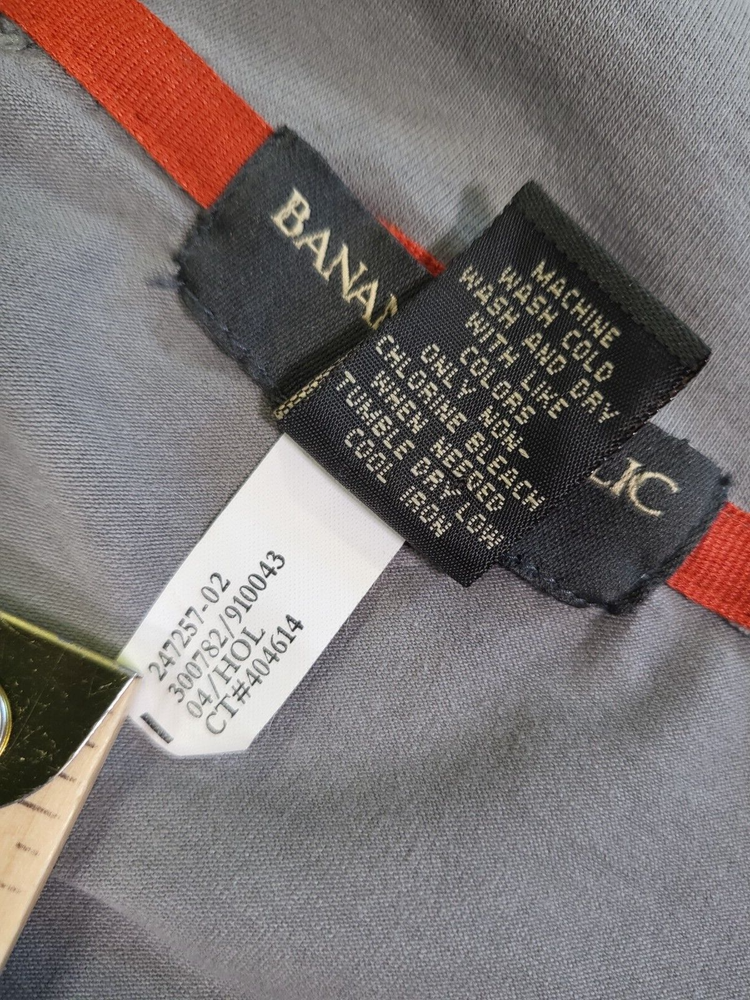 BANA
LIC
MACHINE
WASH COLD
WASH AND DRY
WITH LIKE
COLORS
ONLY NON-
CHLORINE BLEACH
WHEN NEEDED
TUMBLE DRY LOW
COOL IRON
247257-02
300782/910043
04/HOL
CT#404614